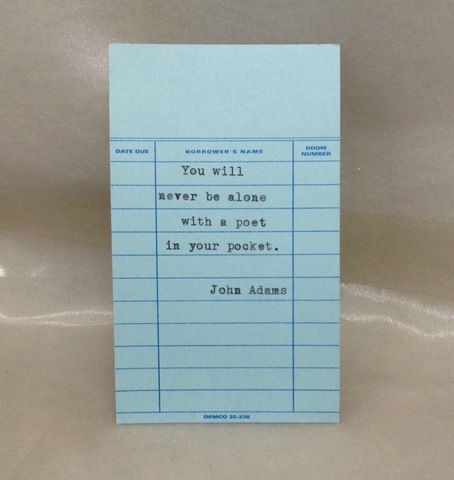 DATE DUE BORROWER'S NAME ROOM NUMBER
You will
never be alone
with a poet
in your pocket.
John Adams
DEMCO 32-239